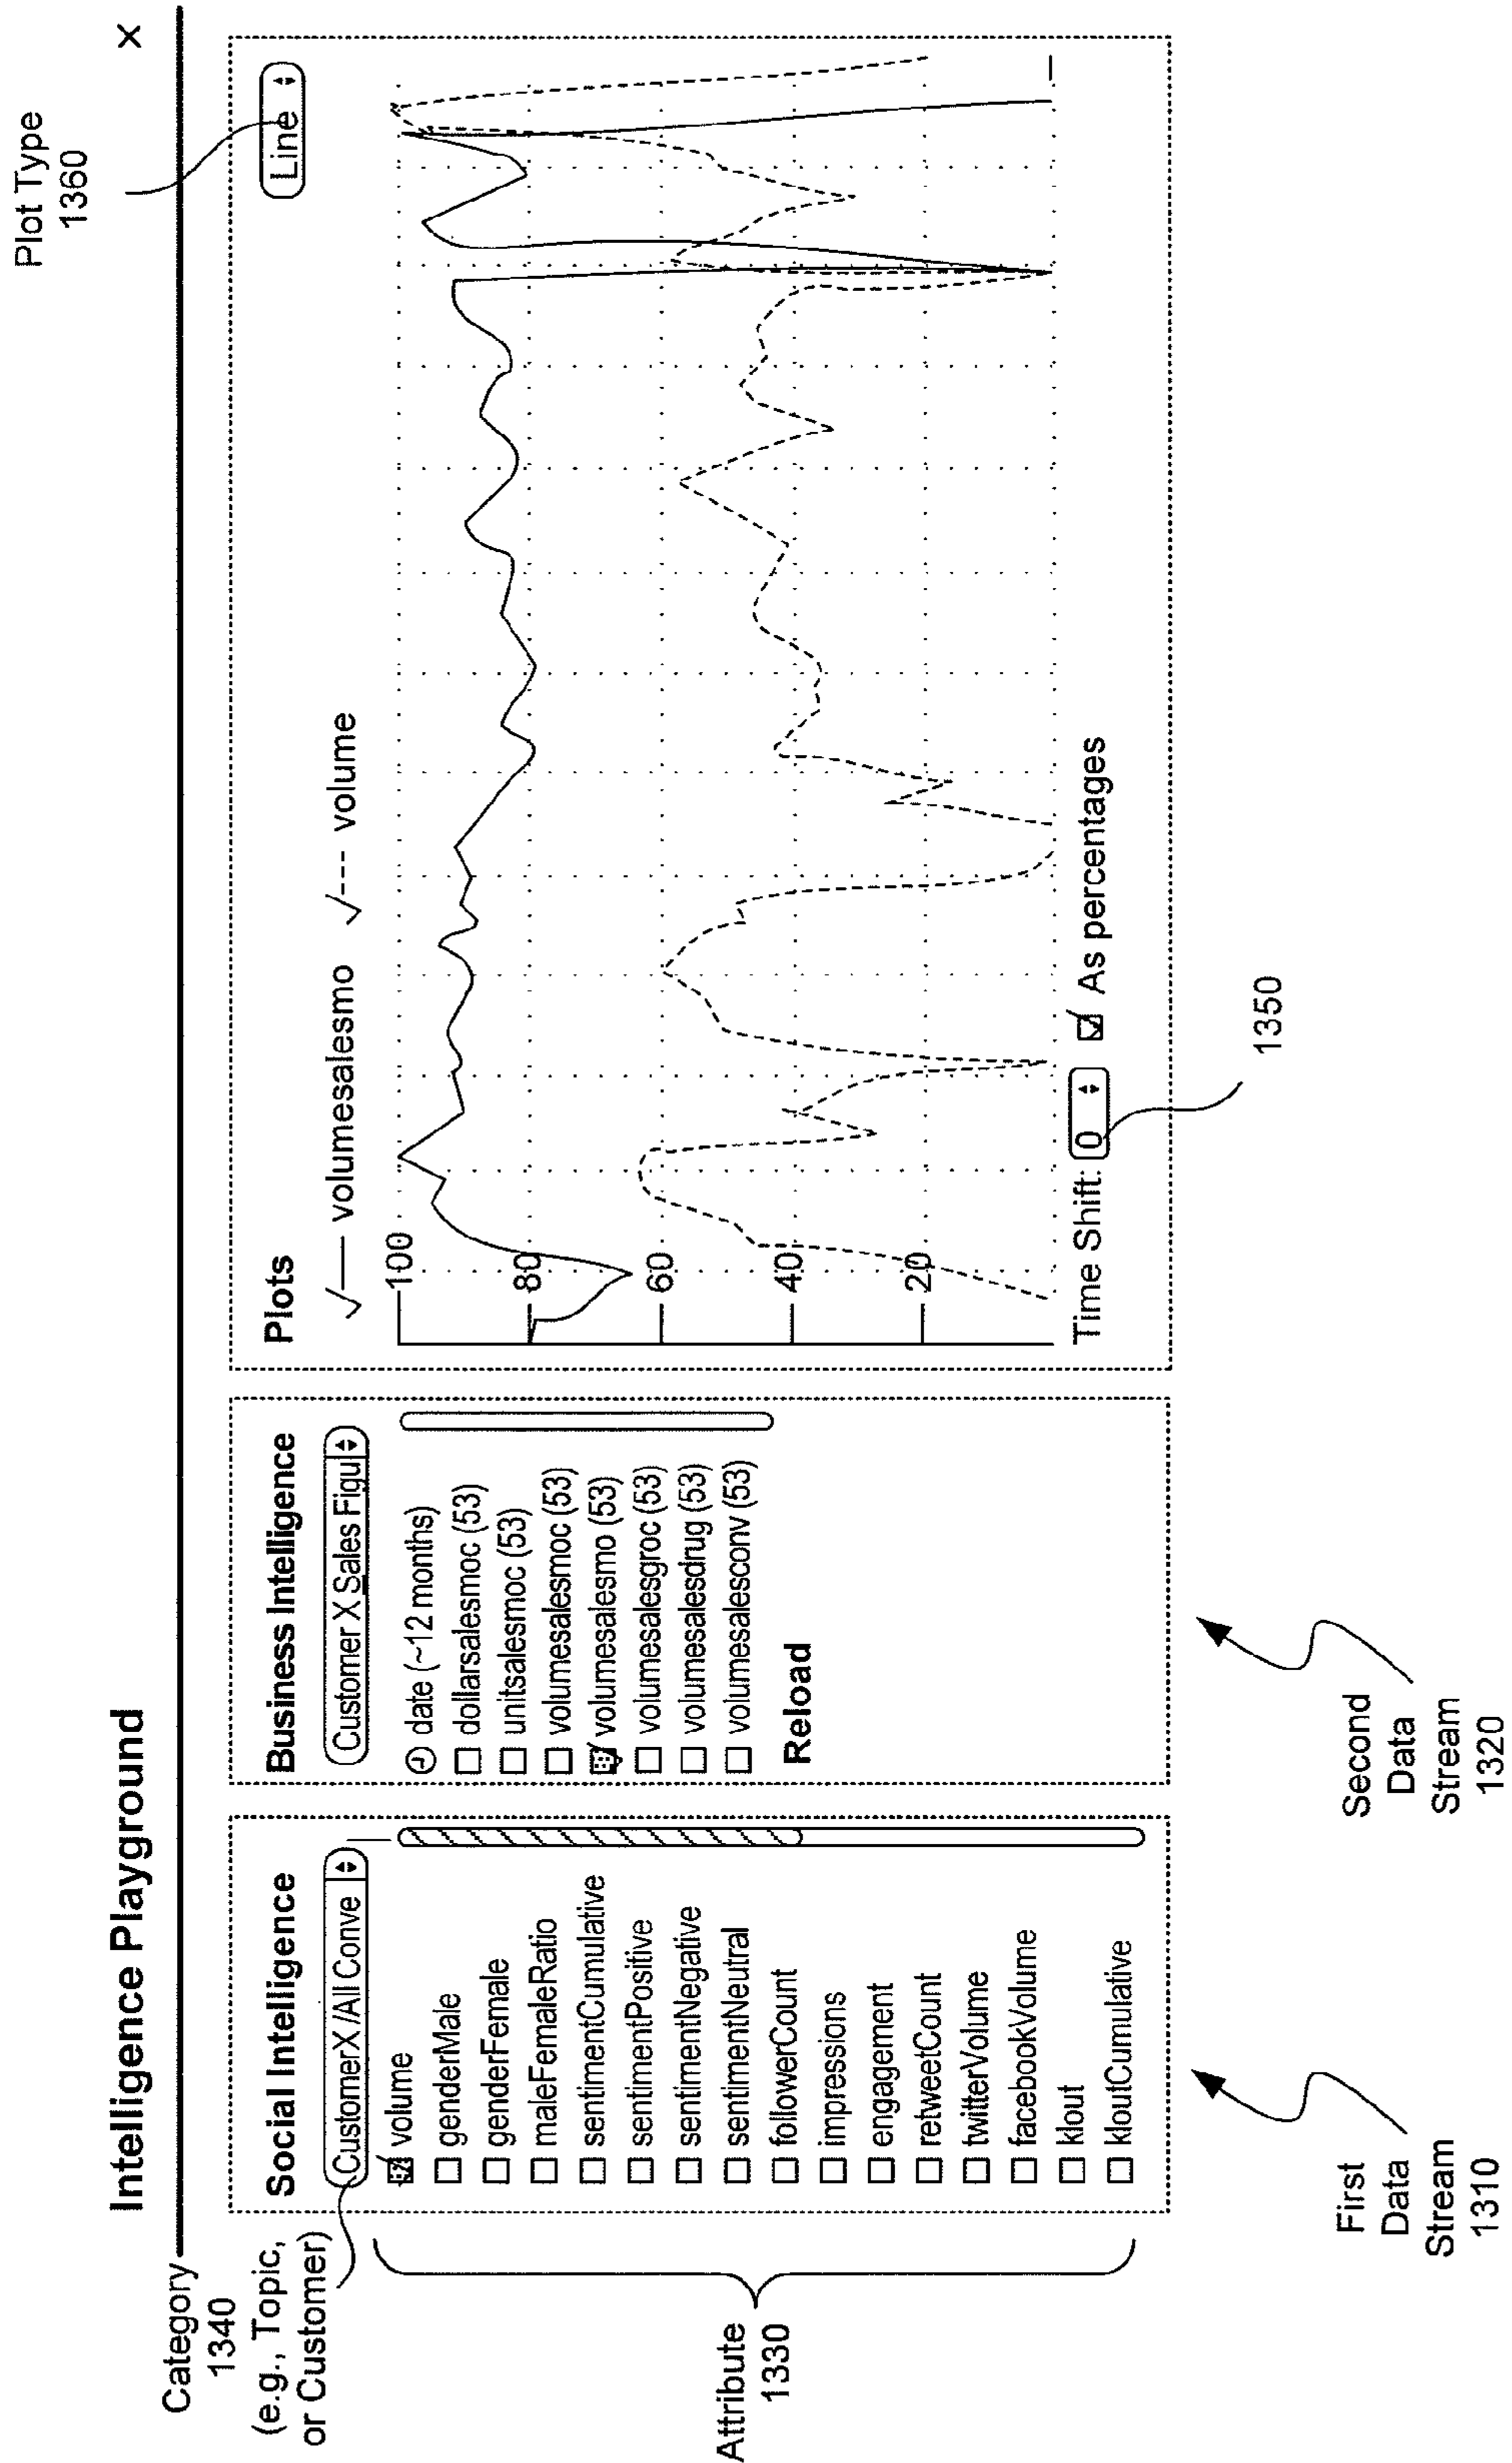 Plot Type
1360
Intelligence Playground
X
Category
1340
(e.g., Topic,
or Customer)
Attribute
1330
Social Intelligence
CustomerX /All Conve
volume
genderMale
genderFemale
maleFemaleRatio
sentimentCumulative
sentimentPositive
sentimentNegative
sentimentNeutral
followerCount
impressions
engagement
retweetCount
twitterVolume
facebookVolume
klout
kloutCumulative
Business Intelligence
Customer X Sales Figu
date (~12 months)
dollarsalesmoc (53)
unitsalesmoc (53)
volumesalesmoc (53)
volumesalesmo (53)
volumesalesgroc (53)
volumesalesdrug (53)
volumesalesconv (53)
Reload
Plots
Line
volumesalesmo
volume
100
80
60
40
20
Time Shift: 0
As percentages
1350
First
Data
Stream
1310
Second
Data
Stream
1320